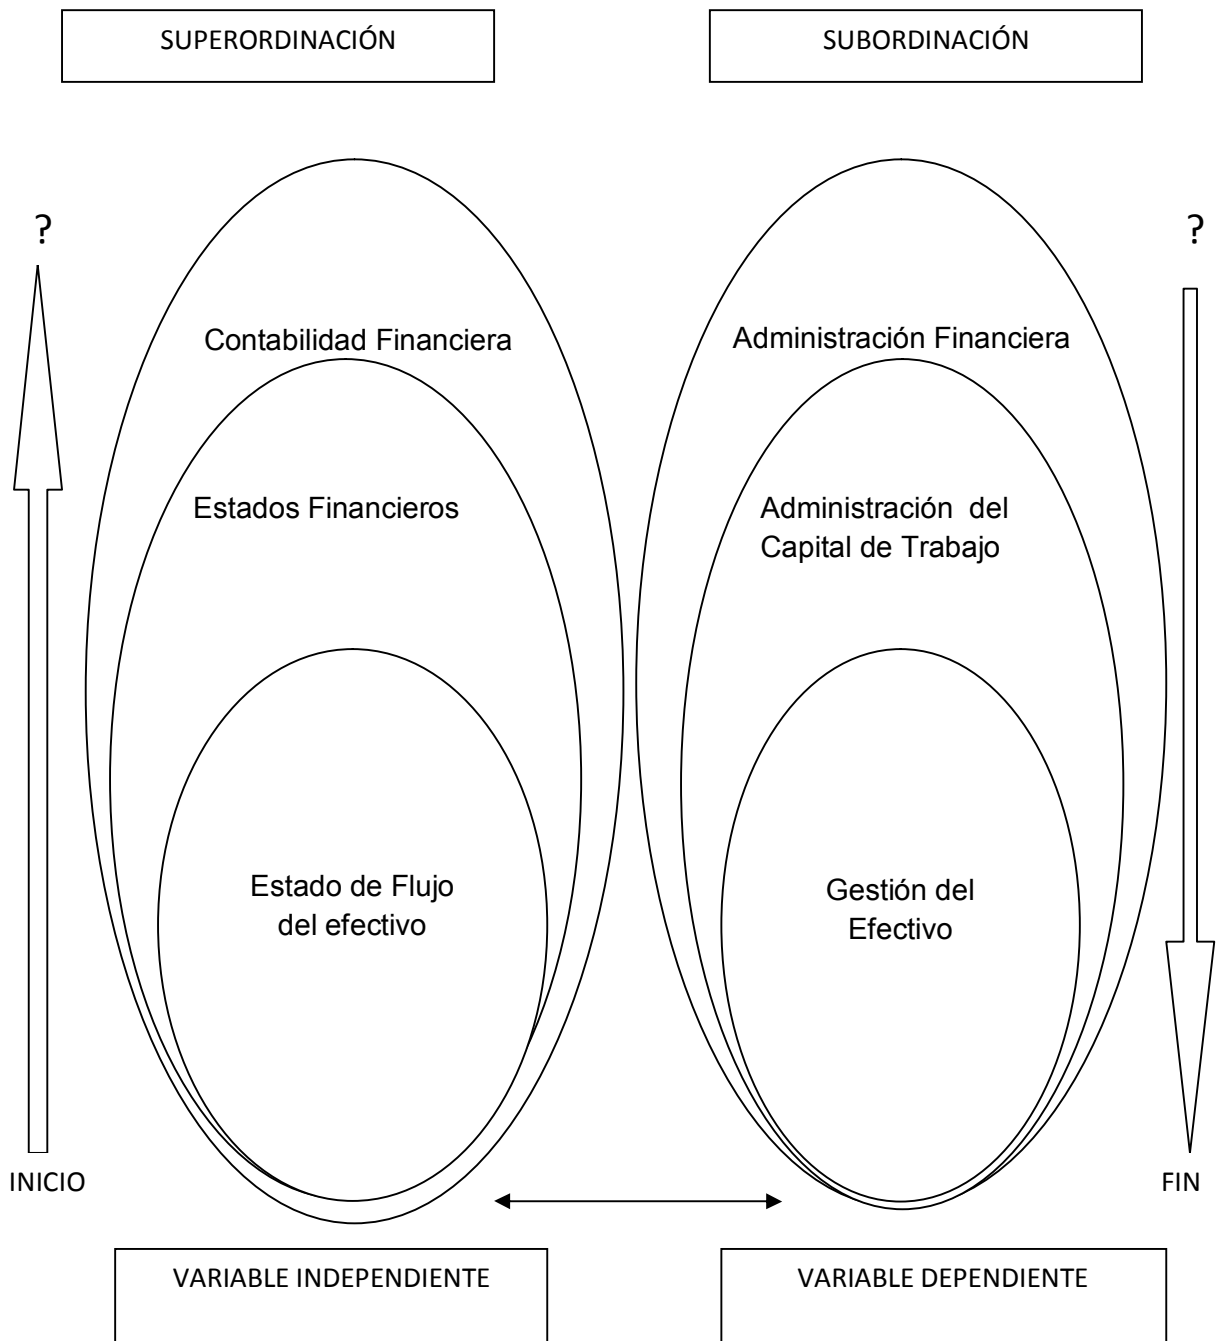 SUPERORDINACIÓN
SUBORDINACIÓN
?
?
Contabilidad Financiera
Administración Financiera
Estados Financieros
Administración del
Capital de Trabajo
Estado de Flujo
del efectivo
Gestión del
Efectivo
INICIO
FIN
VARIABLE INDEPENDIENTE
VARIABLE DEPENDIENTE